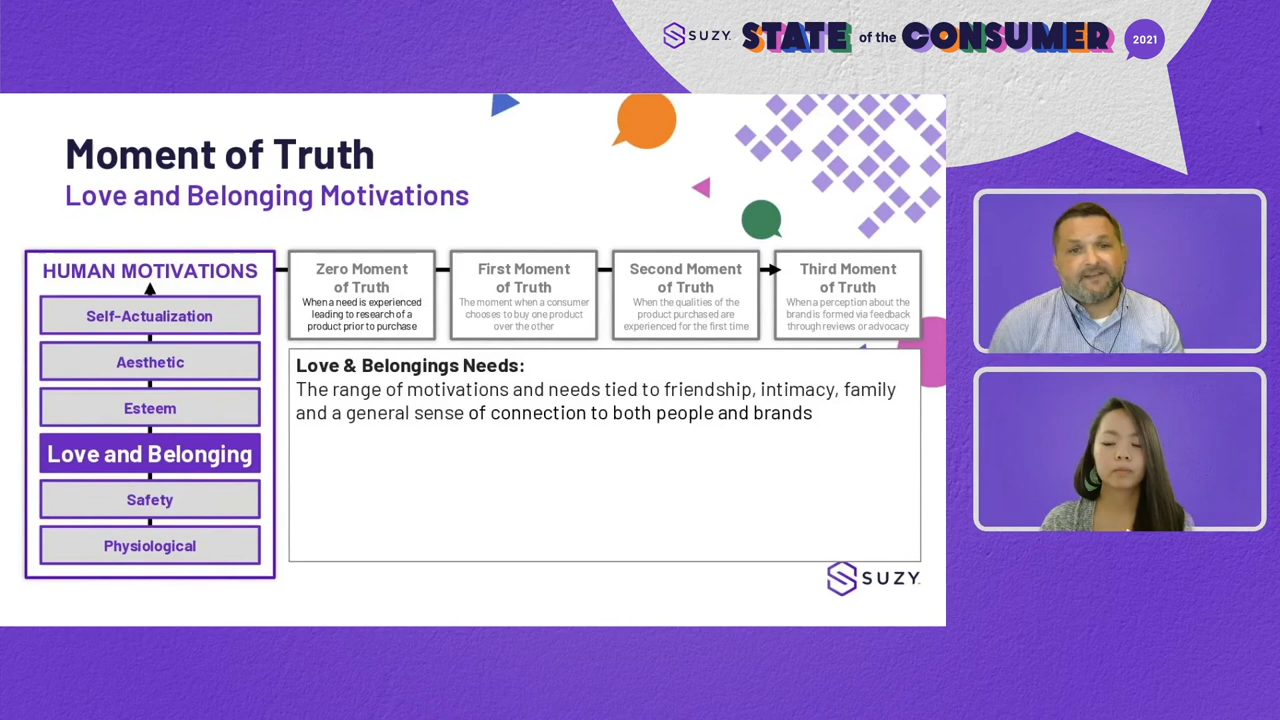 SUZY
STATE of the CONSUMER
2021
Moment of Truth
Love and Belonging Motivations
HUMAN MOTIVATIONS
Self-Actualization
Aesthetic
Esteem
Love and Belonging
Safety
Physiological
Zero Moment
of Truth
When a need is experienced
leading to research of a
product prior to purchase
First Moment
of Truth
The moment when a consumer
chooses to buy one product
over the other
Second Moment
of Truth
When the qualities of the
product purchased are
experienced for the first time
Third Moment
of Truth
When a perception about the
brand is formed via feedback
through reviews or advocacy
Love & Belongings Needs:
The range of motivations and needs tied to friendship, intimacy, family
and a general sense of connection to both people and brands
SUZY